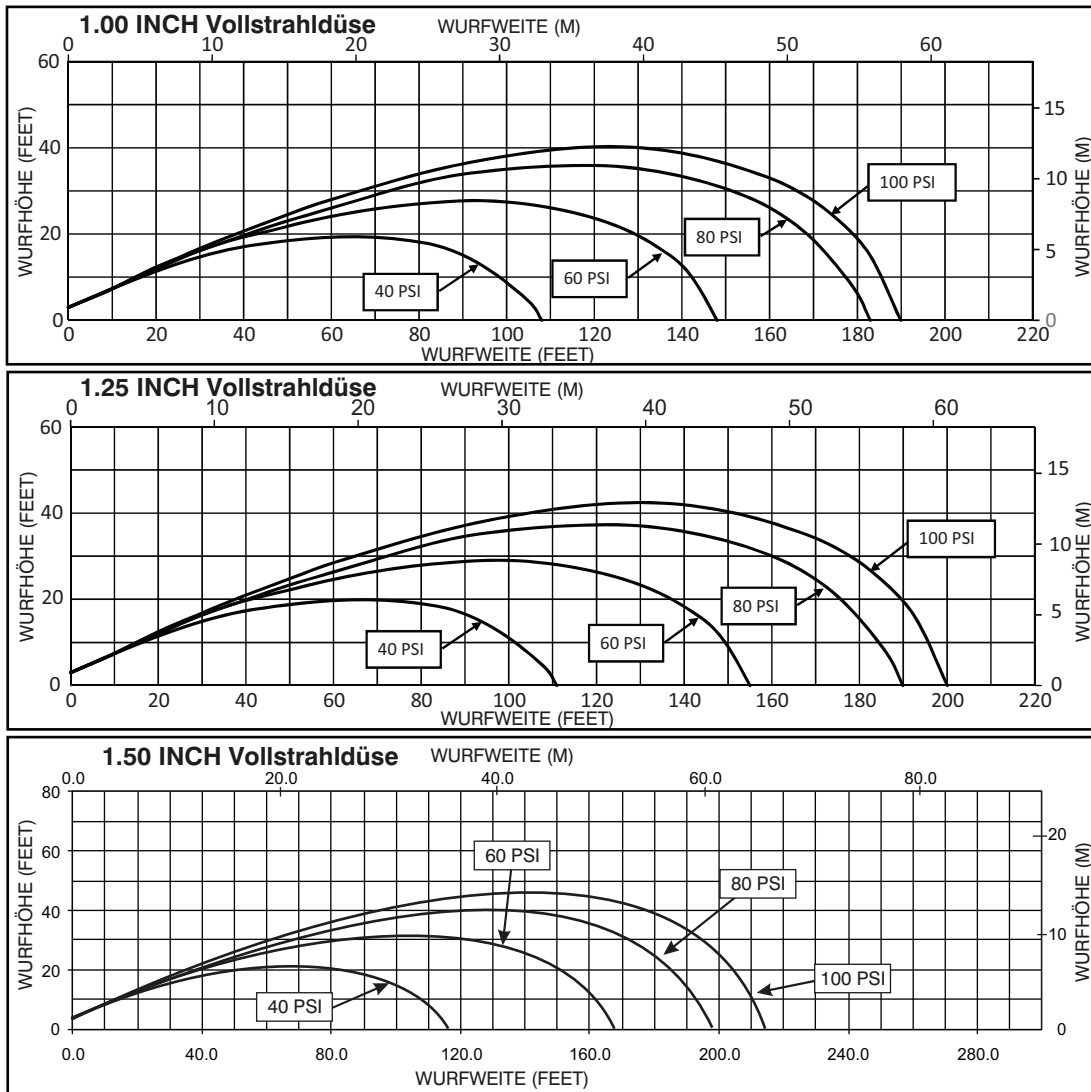 1.00 INCH Vollstrahldüse WURFWEITE (M)
0 10 20 30 40 50 60
60
40
20
0
WURFHÖHE (FEET)
15
10
5
0
WURFHÖHE (M)
100 PSI
80 PSI
60 PSI
40 PSI
0 20 40 60 80 100 120 140 160 180 200 220
WURFWEITE (FEET)
1.25 INCH Vollstrahldüse WURFWEITE (M)
0 10 20 30 40 50 60
60
40
20
0
WURFHÖHE (FEET)
15
10
5
0
WURFHÖHE (M)
100 PSI
80 PSI
60 PSI
40 PSI
0 20 40 60 80 100 120 140 160 180 200 220
WURFWEITE (FEET)
1.50 INCH Vollstrahldüse WURFWEITE (M)
0.0 20.0 40.0 60.0 80.0
80
60
40
20
0
WURFHÖHE (FEET)
20
10
0
WURFHÖHE (M)
60 PSI
80 PSI
100 PSI
40 PSI
0.0 40.0 80.0 120.0 160.0 200.0 240.0 280.0
WURFWEITE (FEET)